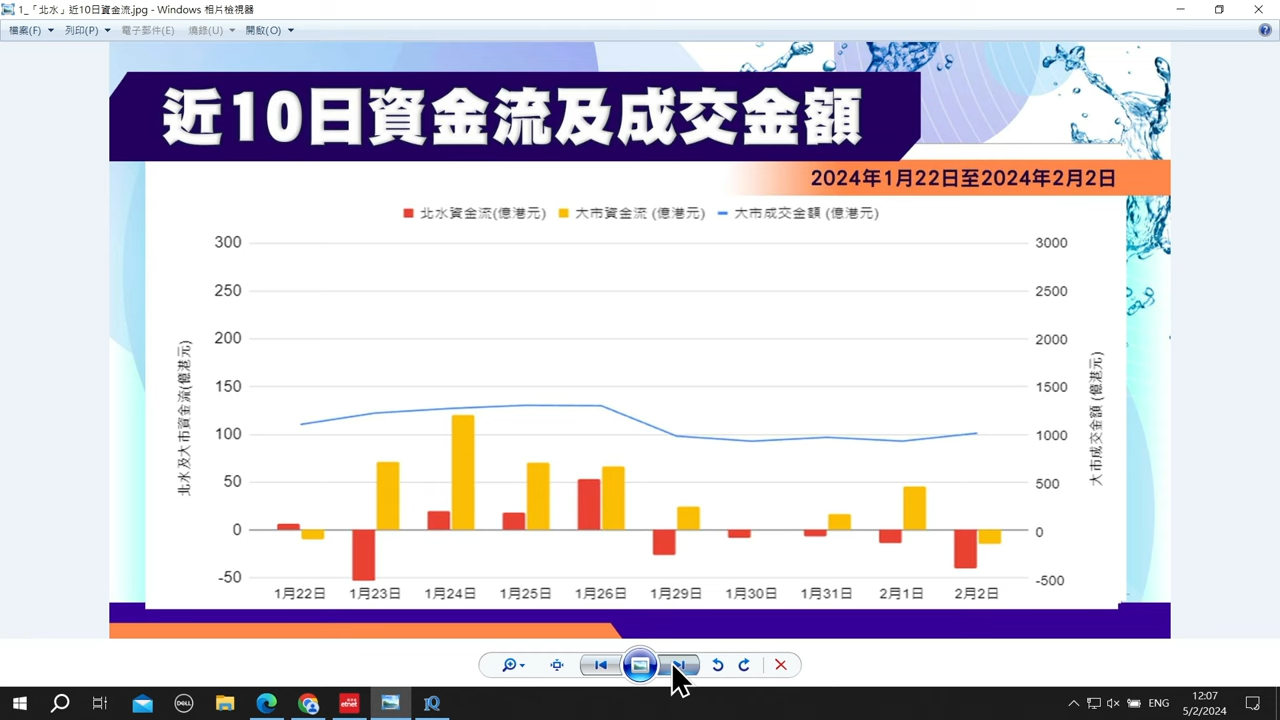 1_「北水」近10日資金流.jpg - Windows 相片檢視器
檔案(F) 列印(P) 電子郵件(E) 燒錄(U) 開啟(O)
近10日資金流及成交金額
2024年1月22日至2024年2月2日
北水資金流(億港元) 大市資金流 (億港元) 大市成交金額 (億港元)
北水及大市資金流(億港元)
300
250
200
150
100
50
0
-50
3000
2500
2000
1500
1000
500
0
-500
大市成交金額 (億港元)
1月22日 1月23日 1月24日 1月25日 1月26日 1月29日 1月30日 1月31日 2月1日 2月2日
DELL
etnet
IQ
ENG
12:07
5/2/2024